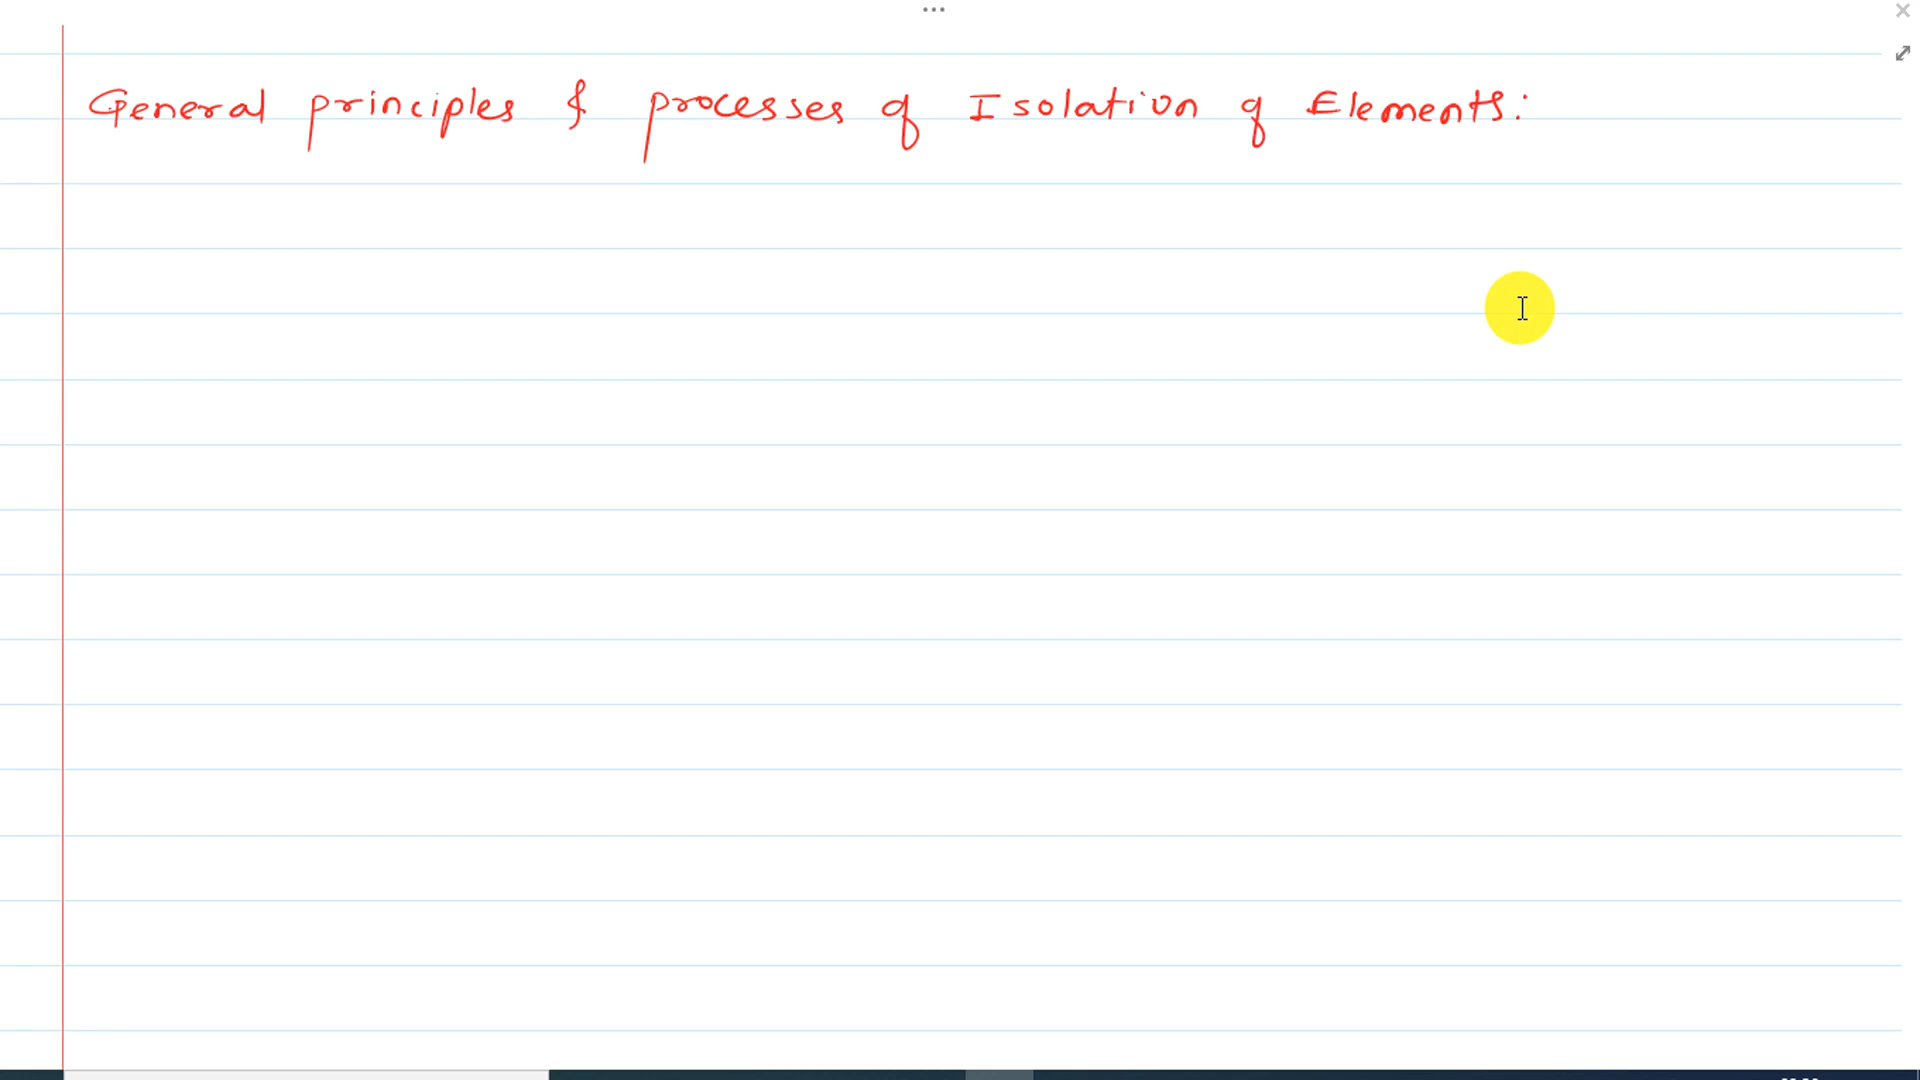 General principles & processes of Isolation of Elements: